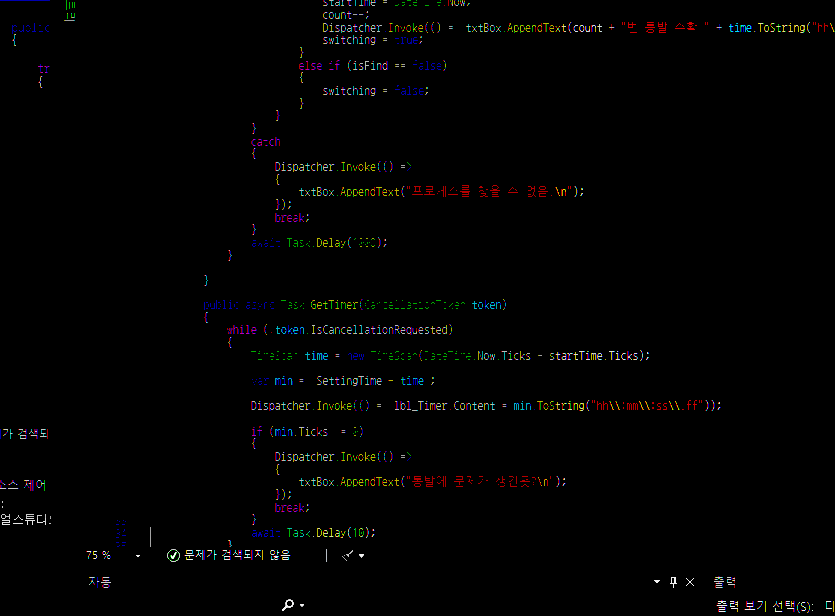 startTime = DateTime.Now;
count--;
public
Dispatcher.Invoke(() = txtBox.AppendText(count + "번 통발 수확 " + time.ToString("hh\
{
switching = true;
}
else if (isFind == false)
{
{
switching = false;
}
}
}
catch
{
Dispatcher.Invoke(() =>
{
txtBox.AppendText("프로세스를 찾을 수 없음.\n");
});
break;
}
await Task.Delay(1000);
}
}
public async Task GetTimer(CancellationToken token)
{
while ( token.IsCancellationRequested)
{
TimeSpan time = new TimeSpan(DateTime.Now.Ticks - startTime.Ticks);
var min = SettingTime - time ;
Dispatcher.Invoke(() = lbl_Timer.Content = min.ToString("hh\\:mm\\:ss\\.ff"));
가 검색되
if (min.Ticks = 0)
{
Dispatcher.Invoke(() =>
{
txtBox.AppendText("통발에 문제가 생긴듯?\n");
소스 제어
});
:
break;
}
얼스튜디오
await Task.Delay(10);
}
75 % 문제가 검색되지 않음
자동 출력
출력 보기 선택(S):